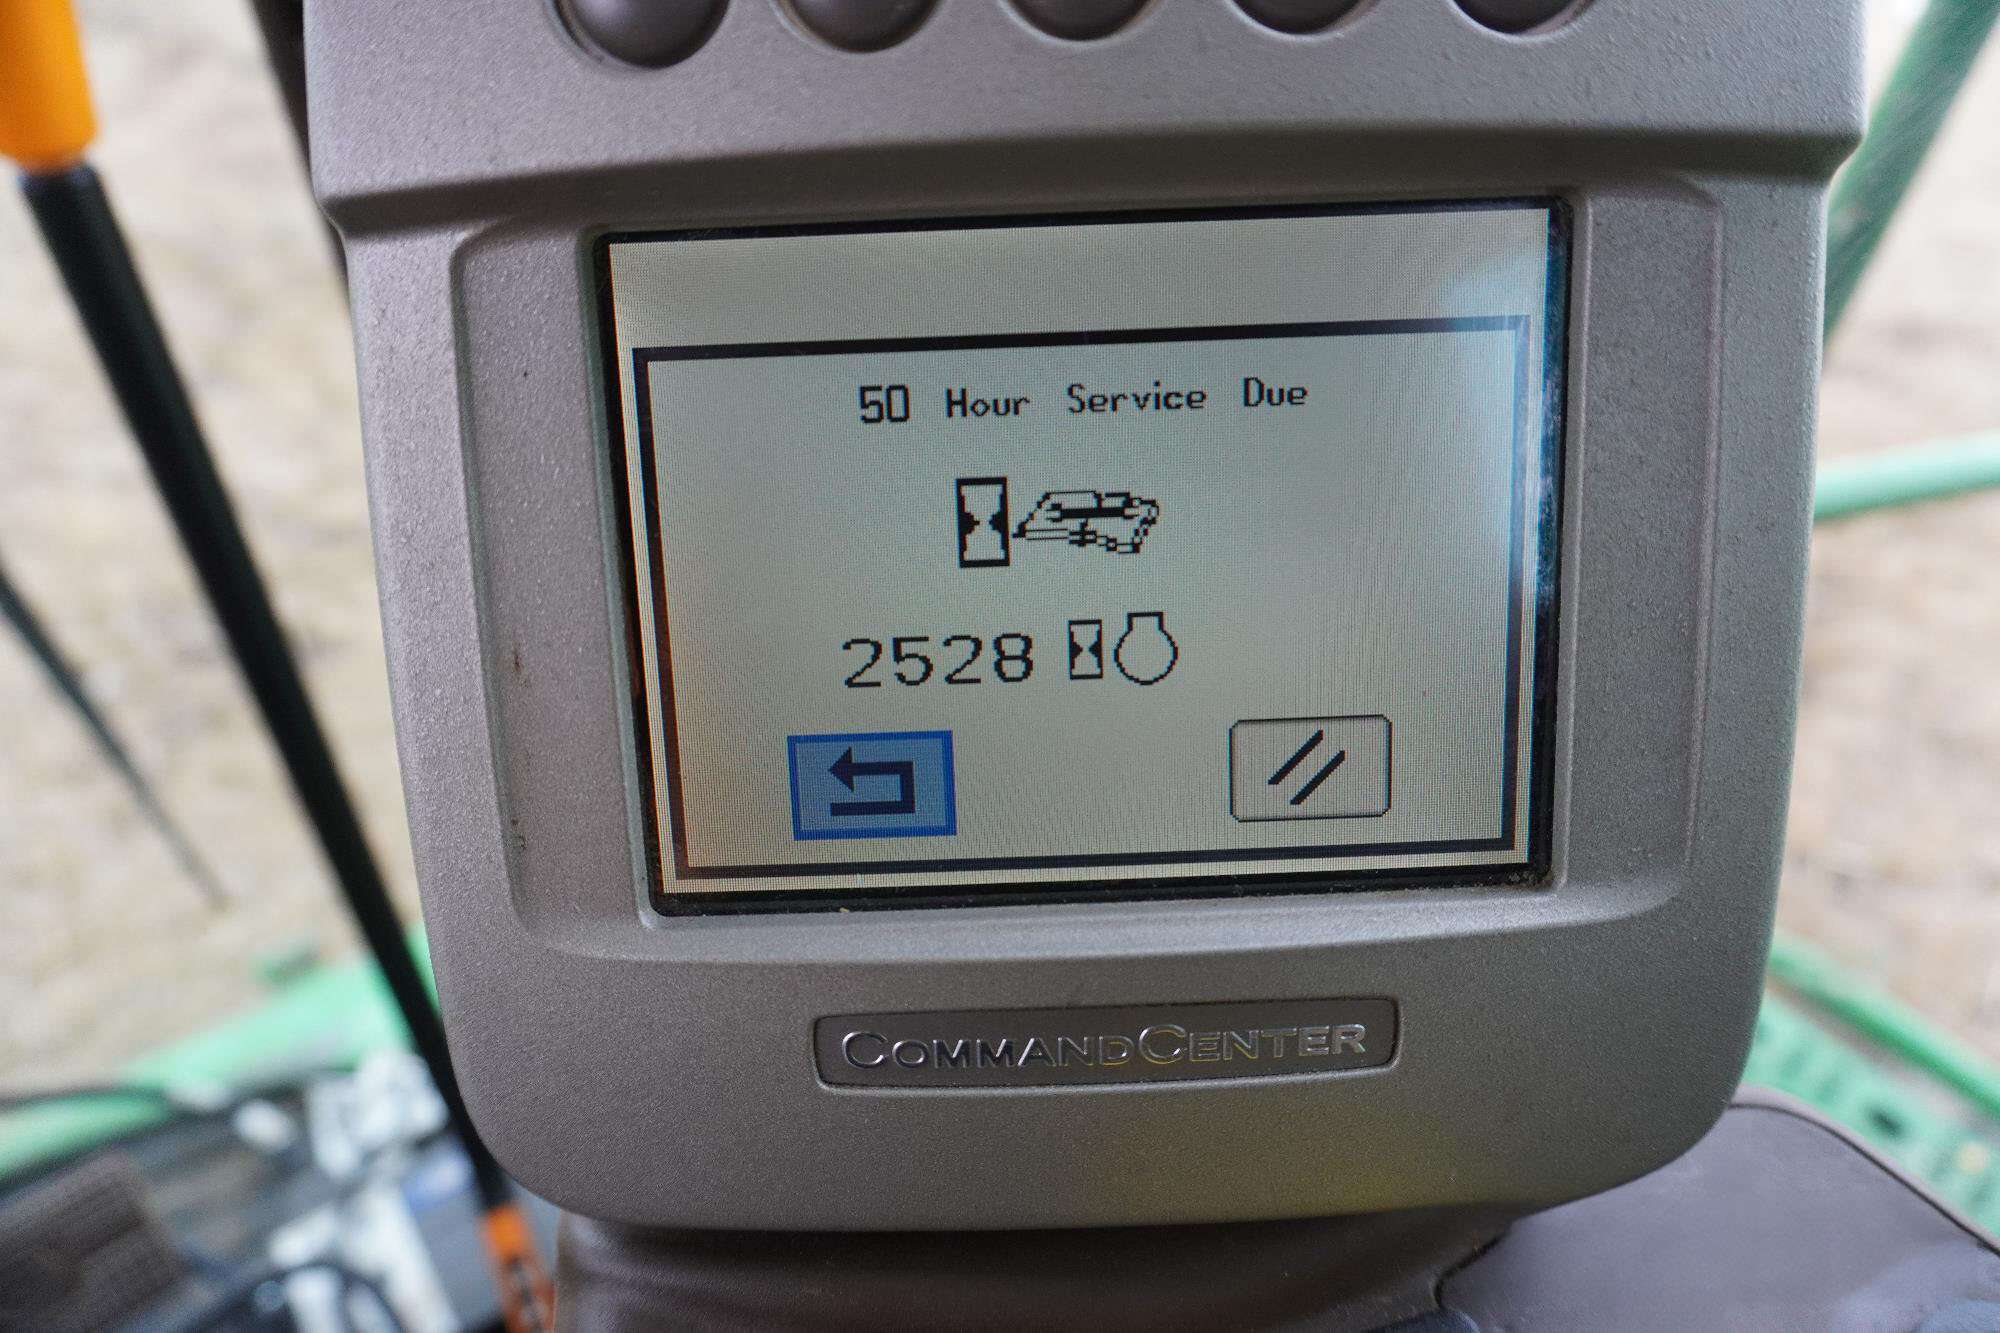 50 Hour Service Due
2528
COMMANDCENTER